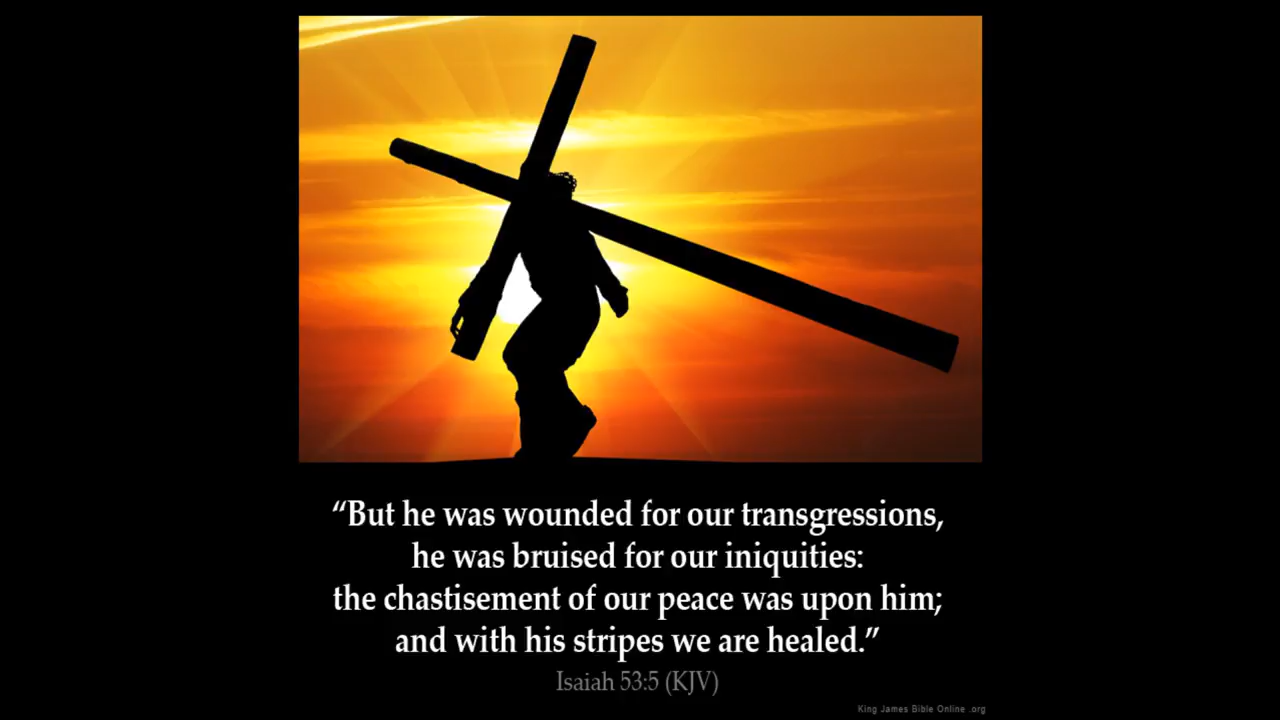 “But he was wounded for our transgressions,
he was bruised for our iniquities:
the chastisement of our peace was upon him;
and with his stripes we are healed.”
Isaiah 53:5 (KJV)
King James Bible Online .org